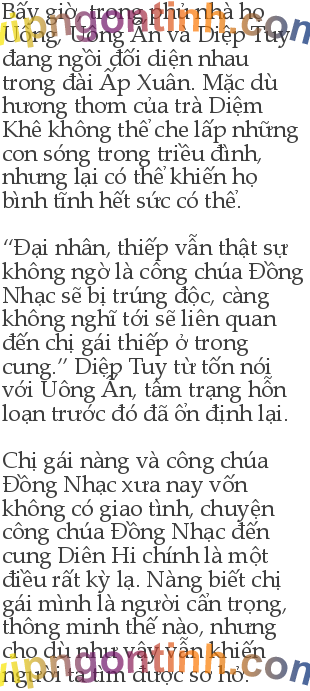 Bấy giờ, trong phủ nhà họ
Uông, Uông Ấn và Diệp Tuy
đang ngồi đối diện nhau
trong đài Ấp Xuân. Mặc dù
hương thơm của trà Diệm
Khê không thể che lấp những
con sóng trong triều đình,
nhưng lại có thể khiến họ
bình tĩnh hết sức có thể.
“Đại nhân, thiếp vẫn thật sự
không ngờ là công chúa Đồng
Nhạc sẽ bị trúng độc, càng
không nghĩ tới sẽ liên quan
đến chị gái thiếp ở trong
cung.” Diệp Tuy từ tốn nói
với Uông Ấn, tâm trạng hỗn
loạn trước đó đã ổn định lại.
Chị gái nàng và công chúa
Đồng Nhạc xưa nay vốn
không có giao tình, chuyện
công chúa Đồng Nhạc đến
cung Diên Hi chính là một
điều rất kỳ lạ. Nàng biết chị
gái mình là người cẩn trọng,
thông minh thế nào, nhưng
cho dù như vậy vẫn khiến
người ta tìm được sơ hở.
vipngontinh.com